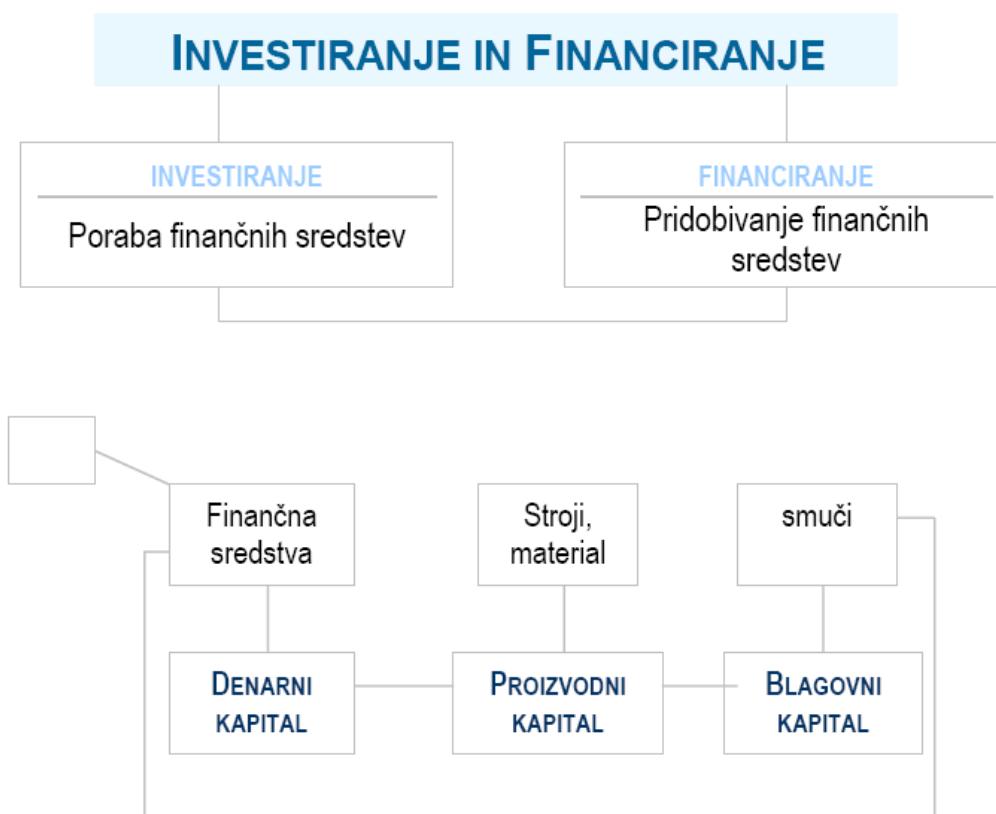 INVESTIRANJE IN FINANCIRANJE
INVESTIRANJE
Poraba finančnih sredstev
FINANCIRANJE
Pridobivanje finančnih
sredstev
Finančna
sredstva
Stroji,
material
smuči
DENARNI
KAPITAL
PROIZVODNI
KAPITAL
BLAGOVNI
KAPITAL